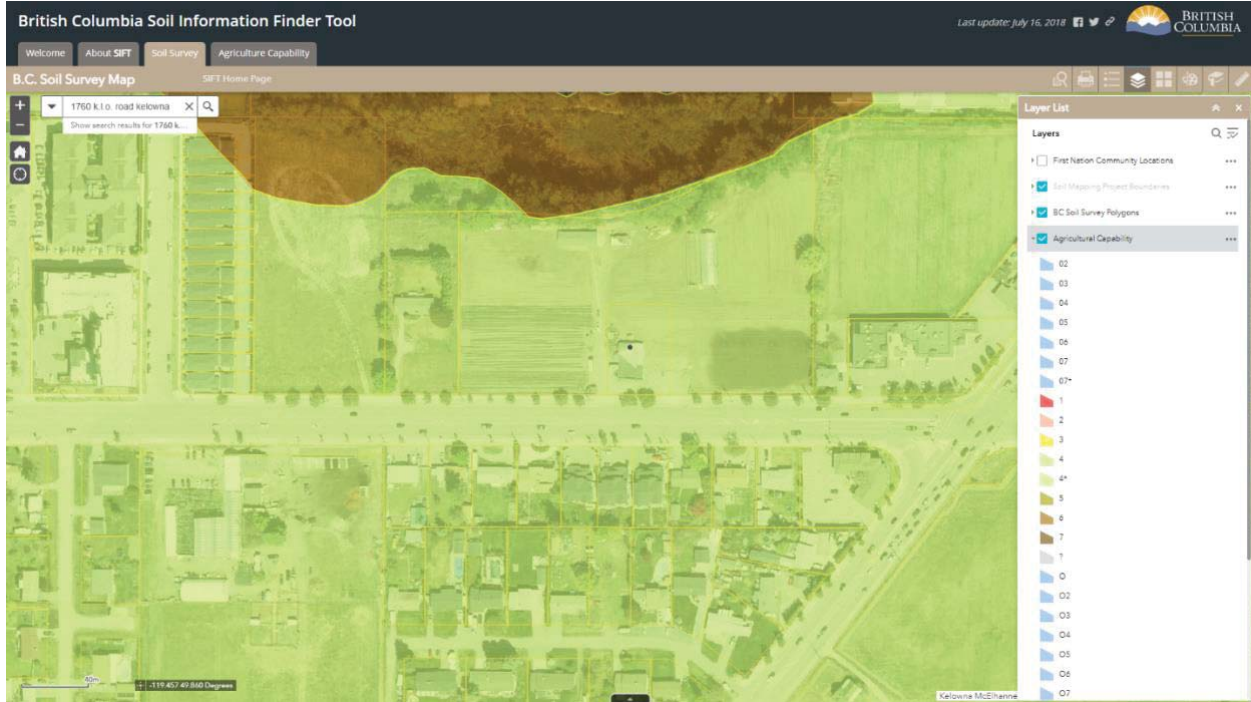 British Columbia Soil Information Finder Tool
Last update: July 16, 2018
BRITISH
COLUMBIA
Welcome
About SIFT
Soil Survey
Agriculture Capability
B.C. Soil Survey Map
SIFT Home Page
1760 k.l.o. road kelowna
Show search results for 1760 k...
Layer List
Layers
First Nation Community Locations
Soil Mapping Project Boundaries
BC Soil Survey Polygons
Agricultural Capability
02
03
04
05
06
07
07-
1
2
3
4
4*
5
6
7
?
O
O2
O3
O4
O5
O6
O7
40m
-119.457 49.860 Degrees
Kelowna McElhanne